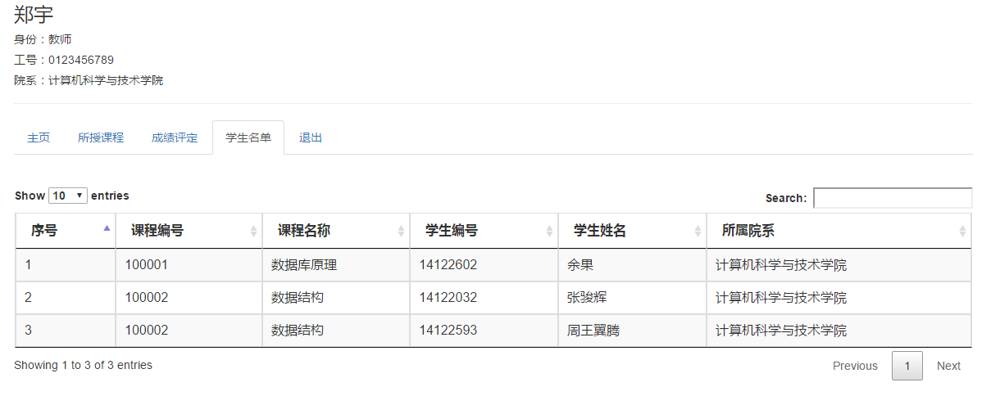 郑宇
身份：教师
工号：0123456789
院系：计算机科学与技术学院
主页 所授课程 成绩评定 学生名单 退出
Show 10 entries Search:
序号 课程编号 课程名称 学生编号 学生姓名 所属院系
1 100001 数据库原理 14122602 余果 计算机科学与技术学院
2 100002 数据结构 14122032 张骏辉 计算机科学与技术学院
3 100002 数据结构 14122593 周王翼腾 计算机科学与技术学院
Showing 1 to 3 of 3 entries Previous 1 Next